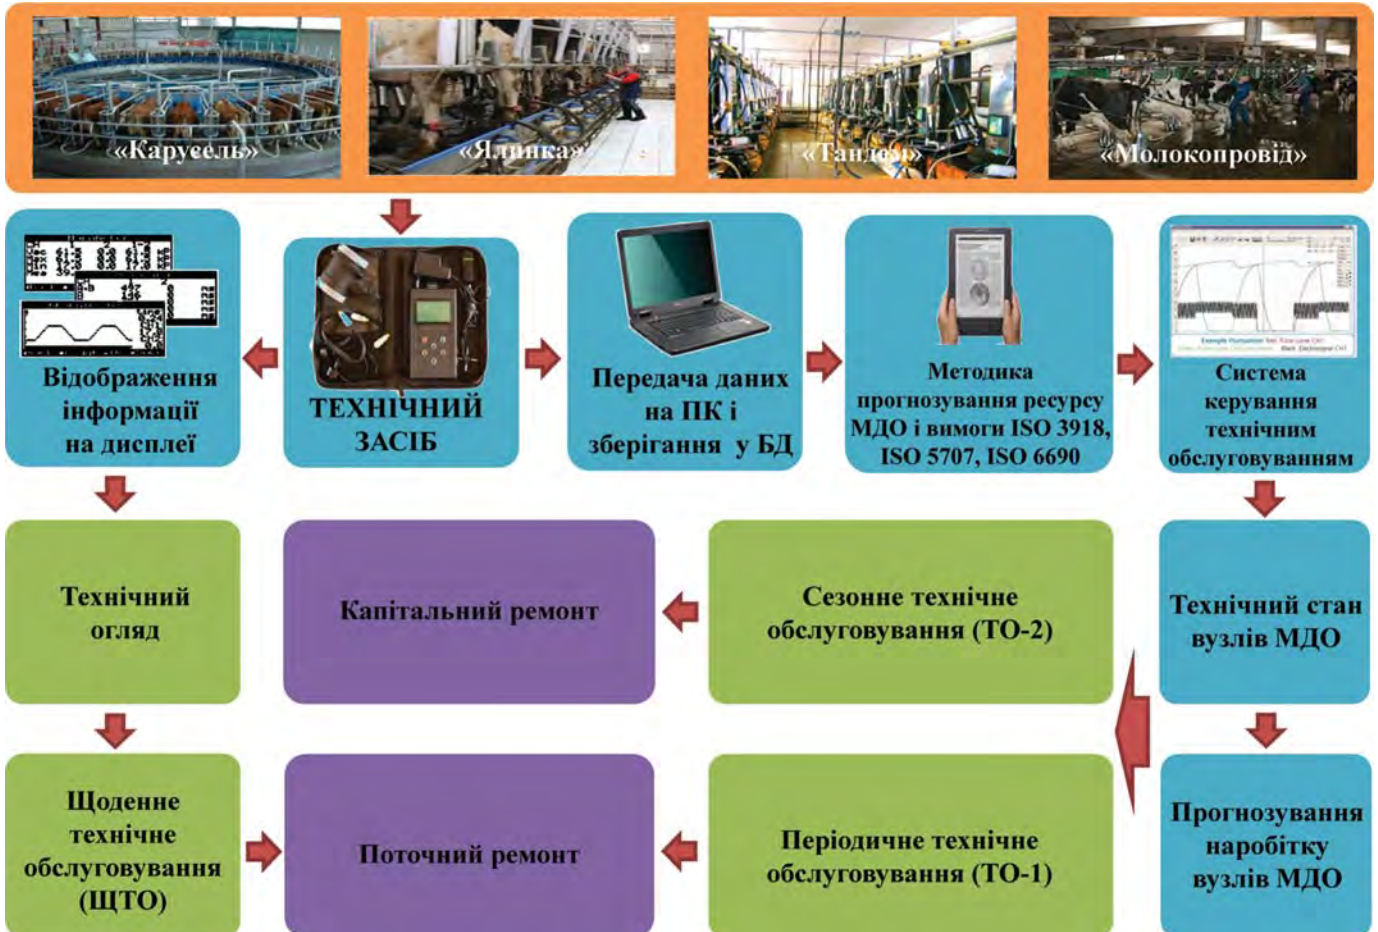 «Карусель»
«Ялинка»
«Тандем»
«Молокопровід»
Відображення
інформації
на дисплеї
ТЕХНІЧНИЙ
ЗАСІБ
Передача даних
на ПК і
зберігання у БД
Методика
прогнозування ресурсу
МДО і вимоги ISO 3918,
ISO 5707, ISO 6690
Система
керування
технічним
обслуговуванням
Технічний
огляд
Капітальний ремонт
Сезонне технічне
обслуговування (ТО-2)
Технічний стан
вузлів МДО
Щоденне
технічне
обслуговування
(ЩТО)
Поточний ремонт
Періодичне технічне
обслуговування (ТО-1)
Прогнозування
наробітку
вузлів МДО